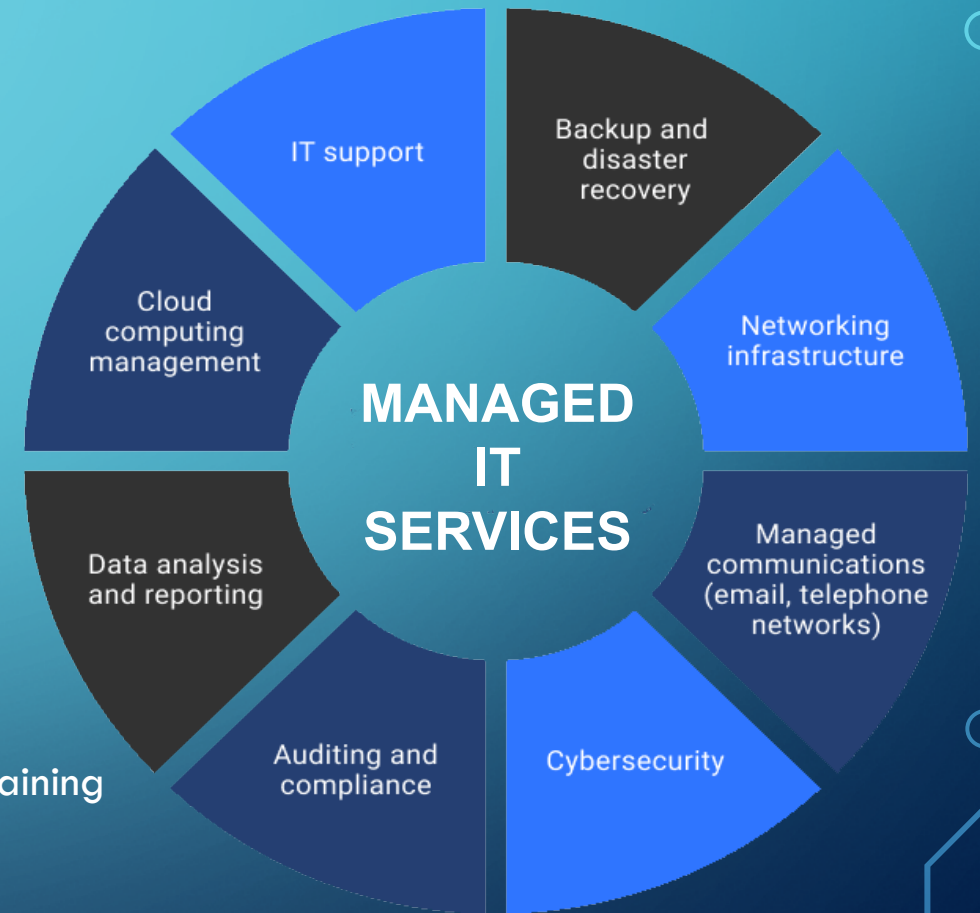 IT support
Backup and
disaster
recovery
Cloud
computing
management
Networking
infrastructure
MANAGED
IT
SERVICES
Data analysis
and reporting
Managed
communications
(email, telephone
networks)
Auditing and
compliance
Cybersecurity